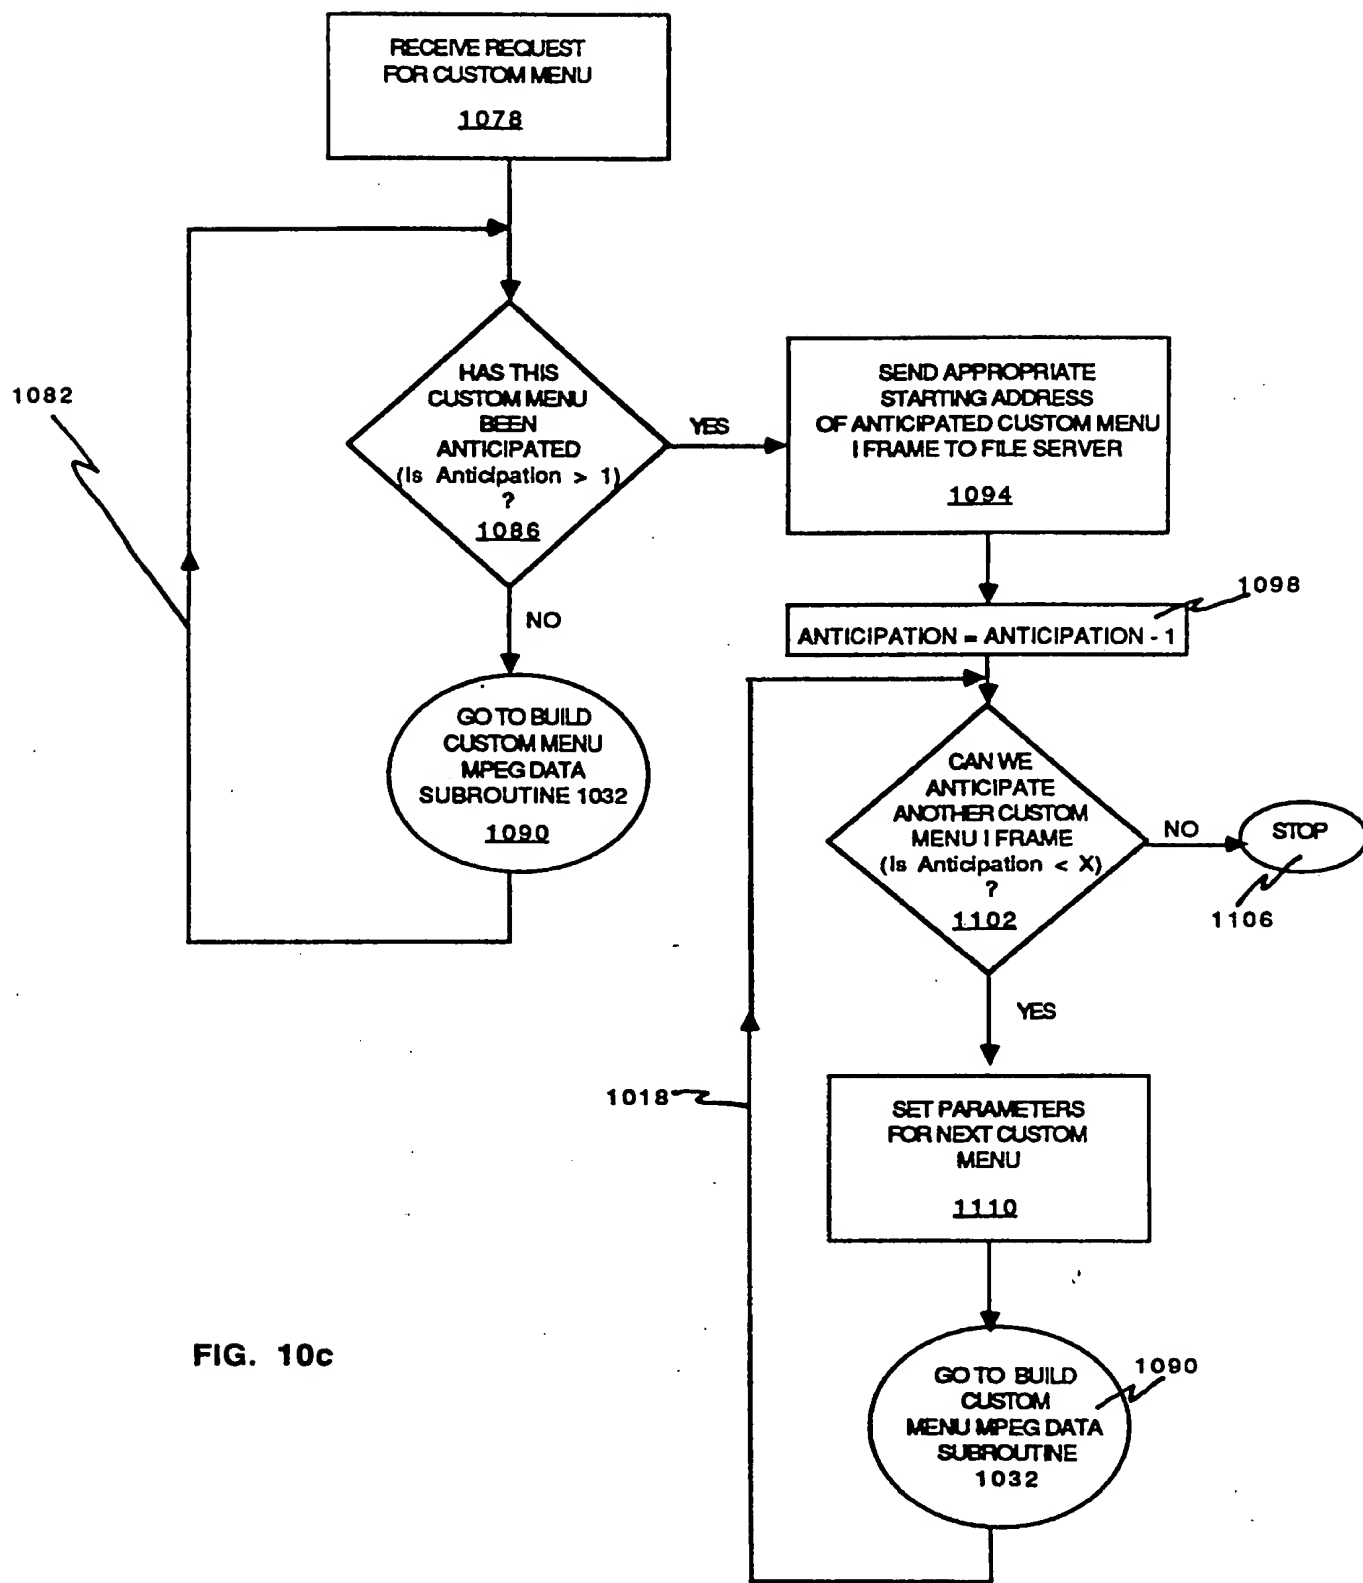 RECEIVE REQUEST
FOR CUSTOM MENU
1078
1082
HAS THIS
CUSTOM MENU
BEEN
ANTICIPATED
(Is Anticipation > 1)
?
1086
YES
NO
SEND APPROPRIATE
STARTING ADDRESS
OF ANTICIPATED CUSTOM MENU
I FRAME TO FILE SERVER
1094
1098
ANTICIPATION = ANTICIPATION - 1
GO TO BUILD
CUSTOM MENU
MPEG DATA
SUBROUTINE 1032
1090
CAN WE
ANTICIPATE
ANOTHER CUSTOM
MENU I FRAME
(Is Anticipation < X)
?
1102
NO
STOP
1106
YES
1018
SET PARAMETERS
FOR NEXT CUSTOM
MENU
1110
GO TO BUILD
CUSTOM
MENU MPEG DATA
SUBROUTINE
1032
1090
FIG. 10c